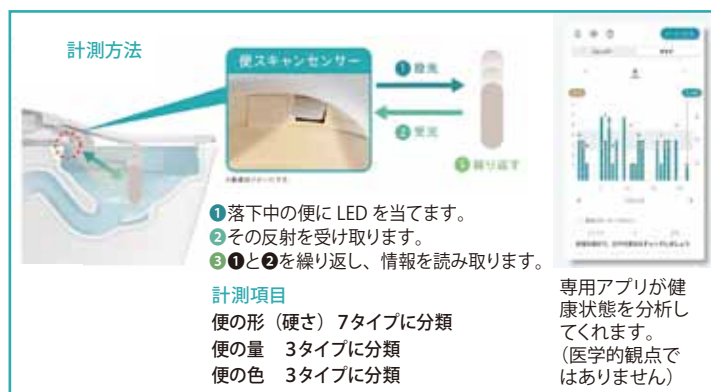 計測方法
便スキャンセンサー
❶発光
❷受光
❸繰り返す
❶落下中の便に LED を当てます。
❷その反射を受け取ります。
❸❶と❷を繰り返し、情報を読み取ります。
計測項目
便の形（硬さ）7タイプに分類
便の量　3タイプに分類
便の色　3タイプに分類
専用アプリが健
康状態を分析し
てくれます。
（医学的観点で
はありません）